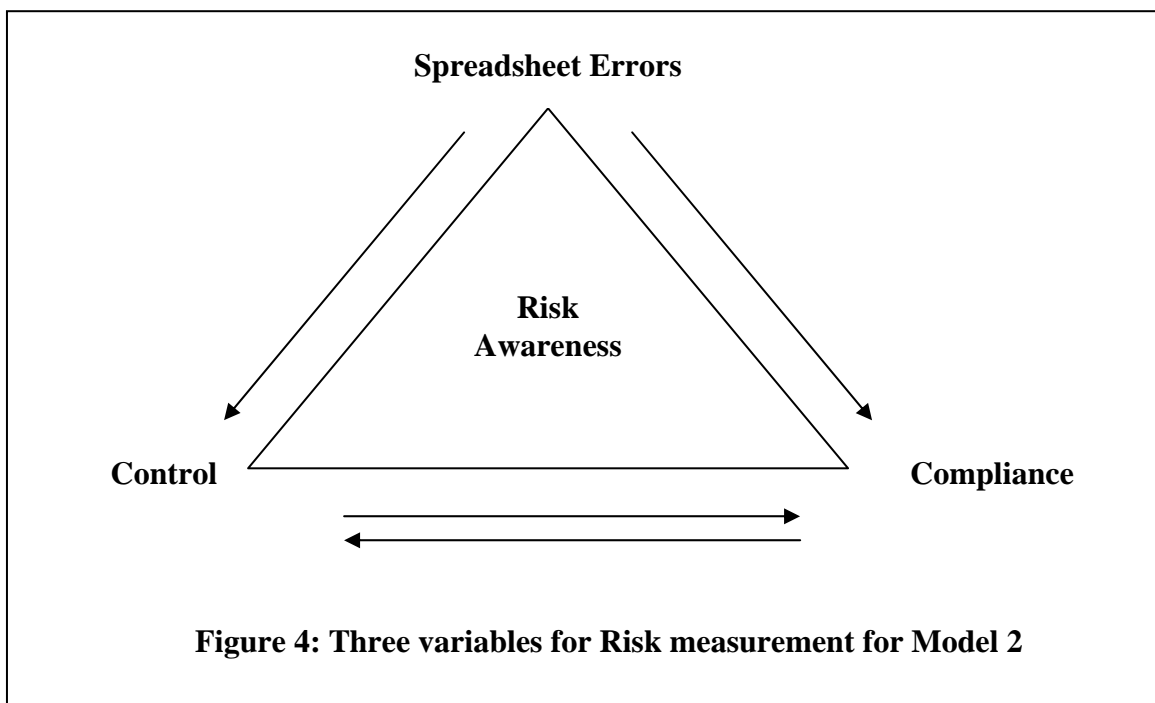 Spreadsheet Errors
Risk
Awareness
Control
Compliance
Figure 4: Three variables for Risk measurement for Model 2